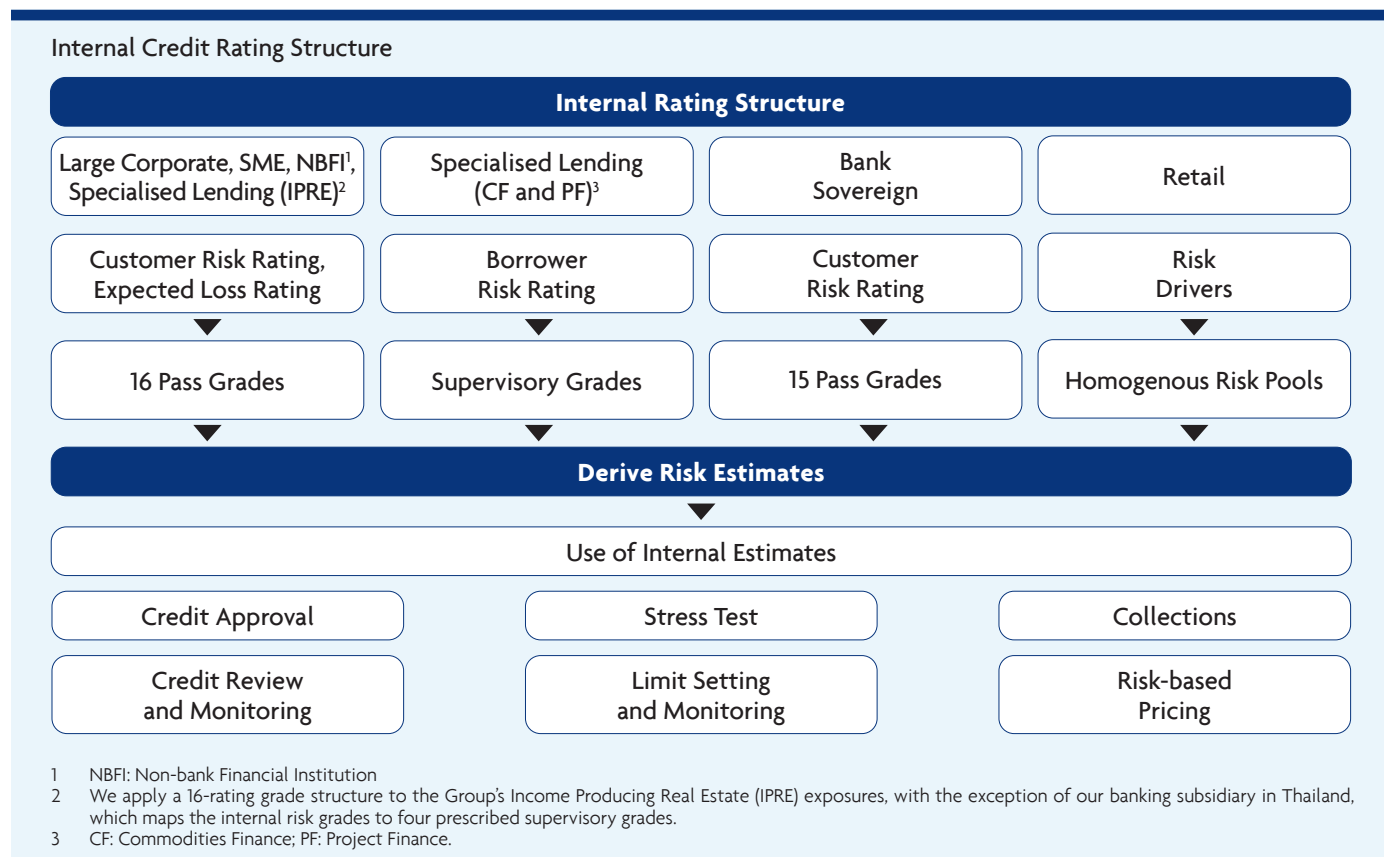 Internal Credit Rating Structure
Internal Rating Structure
Large Corporate, SME, NBFI¹,
Specialised Lending (IPRE)²
Specialised Lending
(CF and PF)³
Bank
Sovereign
Retail
Customer Risk Rating,
Expected Loss Rating
Borrower
Risk Rating
Customer
Risk Rating
Risk
Drivers
16 Pass Grades
Supervisory Grades
15 Pass Grades
Homogenous Risk Pools
Derive Risk Estimates
Use of Internal Estimates
Credit Approval
Stress Test
Collections
Credit Review
and Monitoring
Limit Setting
and Monitoring
Risk-based
Pricing
1 NBFI: Non-bank Financial Institution
2 We apply a 16-rating grade structure to the Group's Income Producing Real Estate (IPRE) exposures, with the exception of our banking subsidiary in Thailand,
which maps the internal risk grades to four prescribed supervisory grades.
3 CF: Commodities Finance; PF: Project Finance.